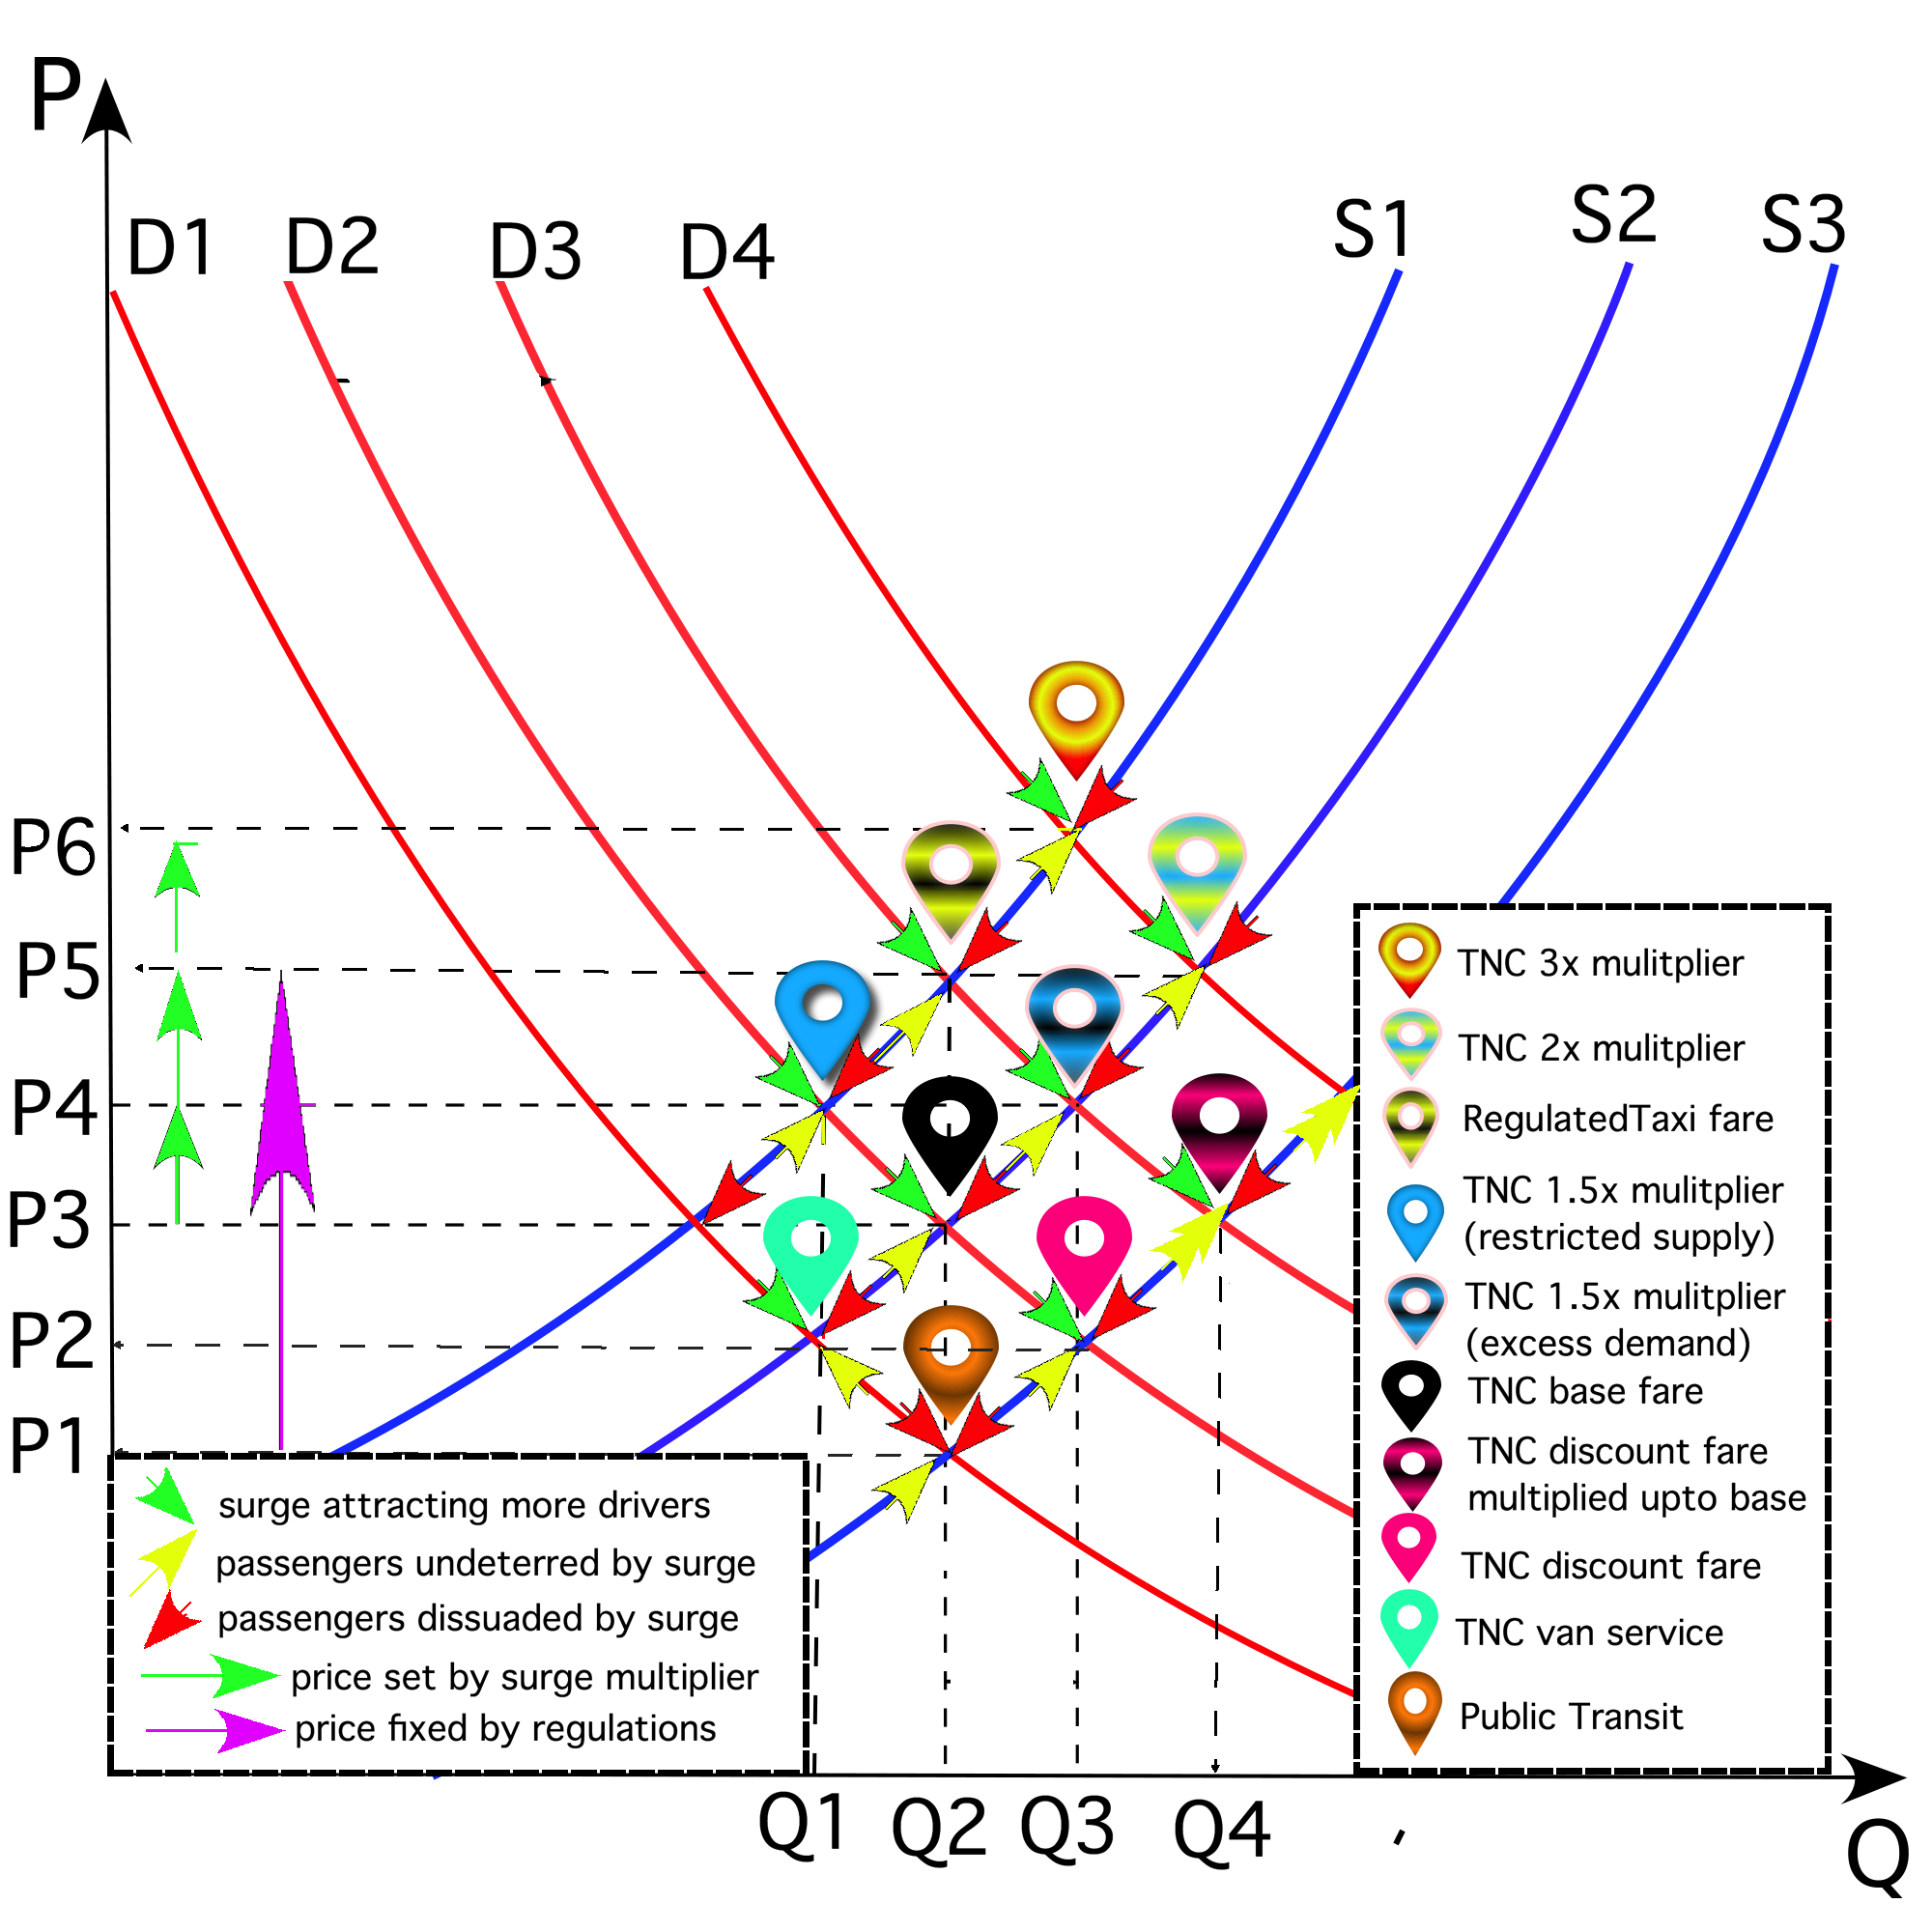 P
D1
D2
D3
D4
S1
S2
S3
P6
P5
P4
P3
P2
P1
TNC 3x mulitplier
TNC 2x mulitplier
RegulatedTaxi fare
TNC 1.5x mulitplier
(restricted supply)
TNC 1.5x mulitplier
(excess demand)
TNC base fare
TNC discount fare
multiplied upto base
TNC discount fare
TNC van service
Public Transit
surge attracting more drivers
passengers undeterred by surge
passengers dissuaded by surge
price set by surge multiplier
price fixed by regulations
Q1
Q2
Q3
Q4
Q